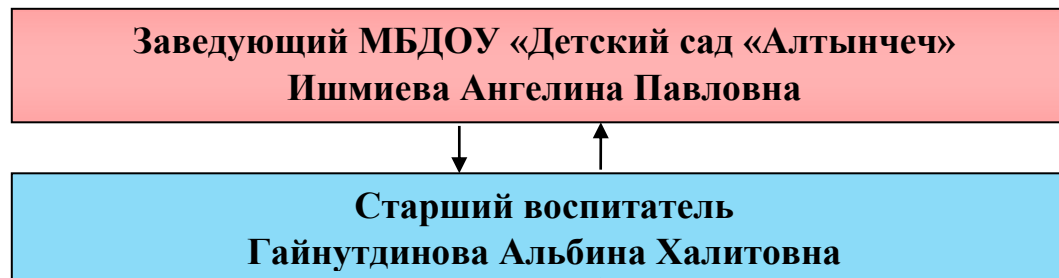 Заведующий МБДОУ «Детский сад «Алтынчеч»
Ишмиева Ангелина Павловна
Старший воспитатель
Гайнутдинова Альбина Халитовна